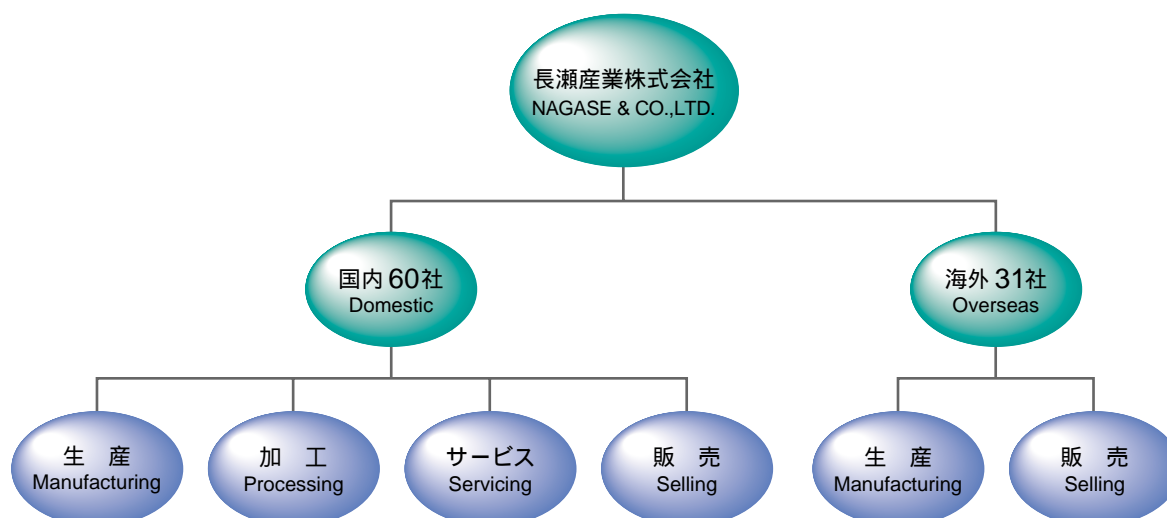 長瀬産業株式会社
NAGASE & CO.,LTD.
国内 60社
Domestic
海外 31社
Overseas
生 産
Manufacturing
加 工
Processing
サービス
Servicing
販 売
Selling
生 産
Manufacturing
販 売
Selling